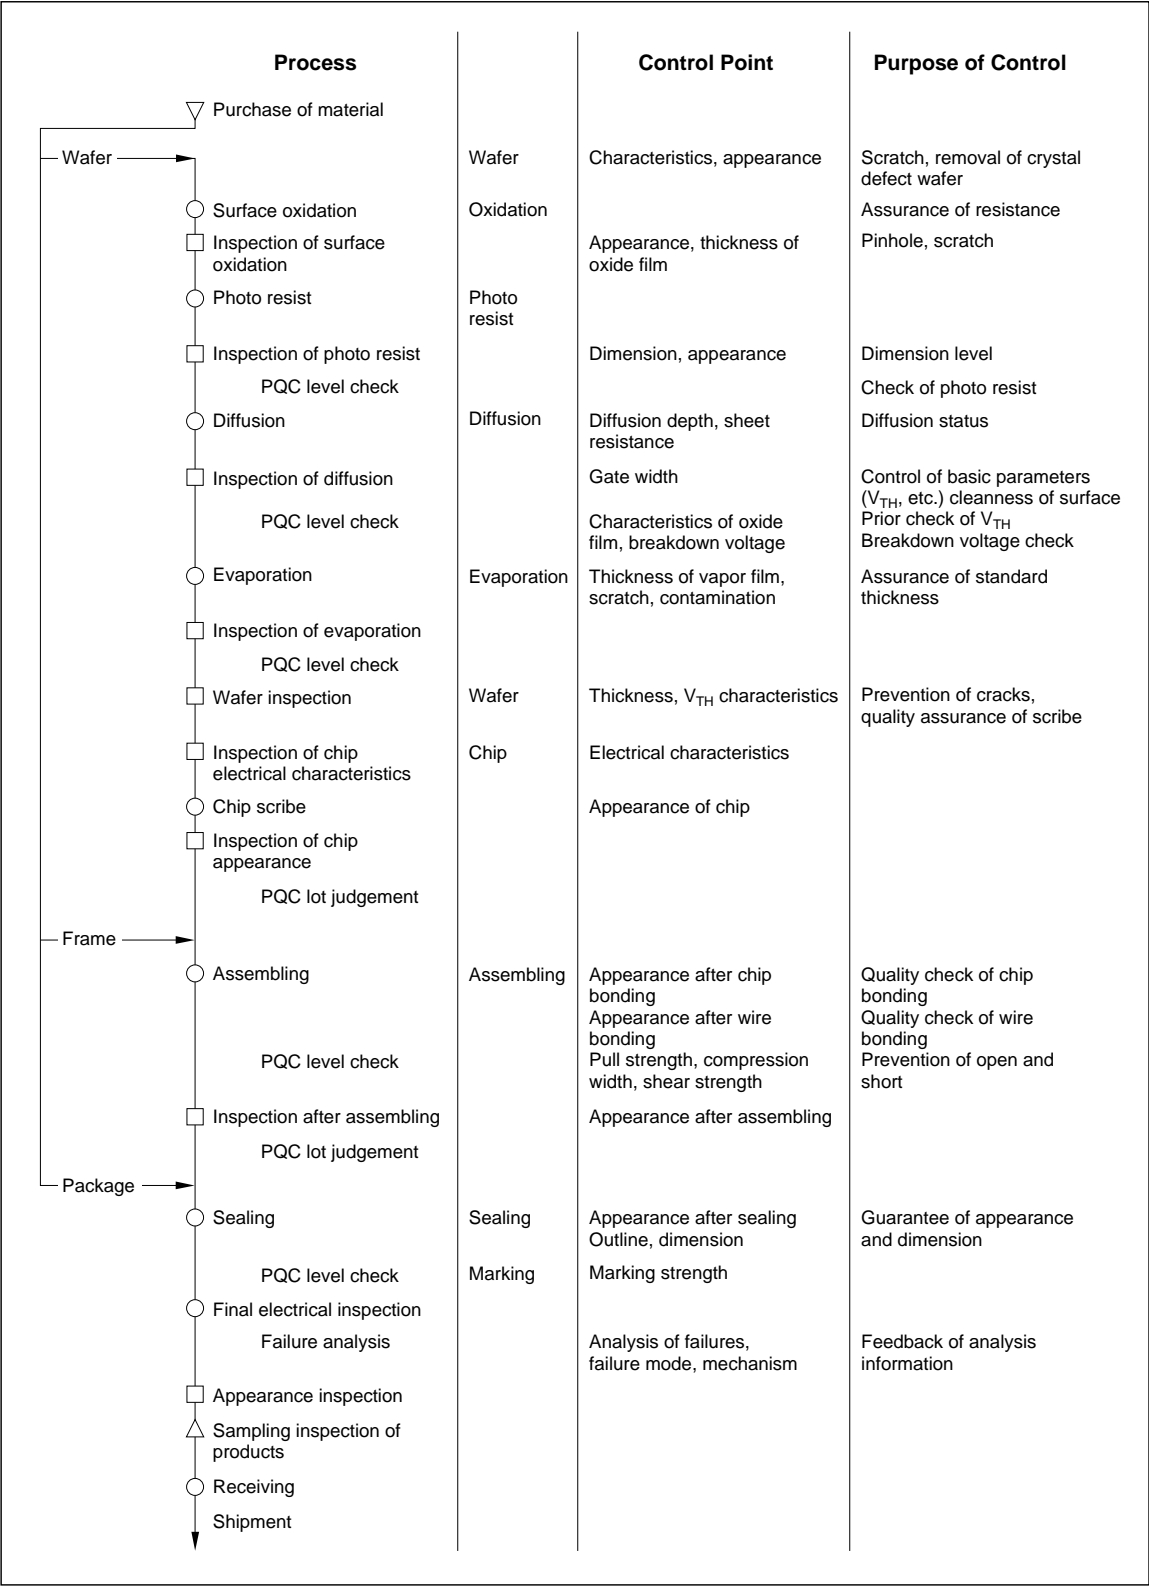 Process
Control Point
Purpose of Control
Purchase of material
Wafer
Wafer
Characteristics, appearance
Scratch, removal of crystal
defect wafer
Surface oxidation
Oxidation
Assurance of resistance
Inspection of surface
oxidation
Appearance, thickness of
oxide film
Pinhole, scratch
Photo resist
Photo
resist
Inspection of photo resist
Dimension, appearance
Dimension level
PQC level check
Check of photo resist
Diffusion
Diffusion
Diffusion depth, sheet
resistance
Diffusion status
Inspection of diffusion
Gate width
Control of basic parameters
(VTH, etc.) cleanness of surface
PQC level check
Characteristics of oxide
film, breakdown voltage
Prior check of VTH
Breakdown voltage check
Evaporation
Evaporation
Thickness of vapor film,
scratch, contamination
Assurance of standard
thickness
Inspection of evaporation
PQC level check
Wafer inspection
Wafer
Thickness, VTH characteristics
Prevention of cracks,
quality assurance of scribe
Inspection of chip
electrical characteristics
Chip
Electrical characteristics
Chip scribe
Appearance of chip
Inspection of chip
appearance
PQC lot judgement
Frame
Assembling
Assembling
Appearance after chip
bonding
Quality check of chip
bonding
Appearance after wire
bonding
Quality check of wire
bonding
PQC level check
Pull strength, compression
width, shear strength
Prevention of open and
short
Inspection after assembling
Appearance after assembling
PQC lot judgement
Package
Sealing
Sealing
Appearance after sealing
Outline, dimension
Guarantee of appearance
and dimension
PQC level check
Marking
Marking strength
Final electrical inspection
Failure analysis
Analysis of failures,
failure mode, mechanism
Feedback of analysis
information
Appearance inspection
Sampling inspection of
products
Receiving
Shipment